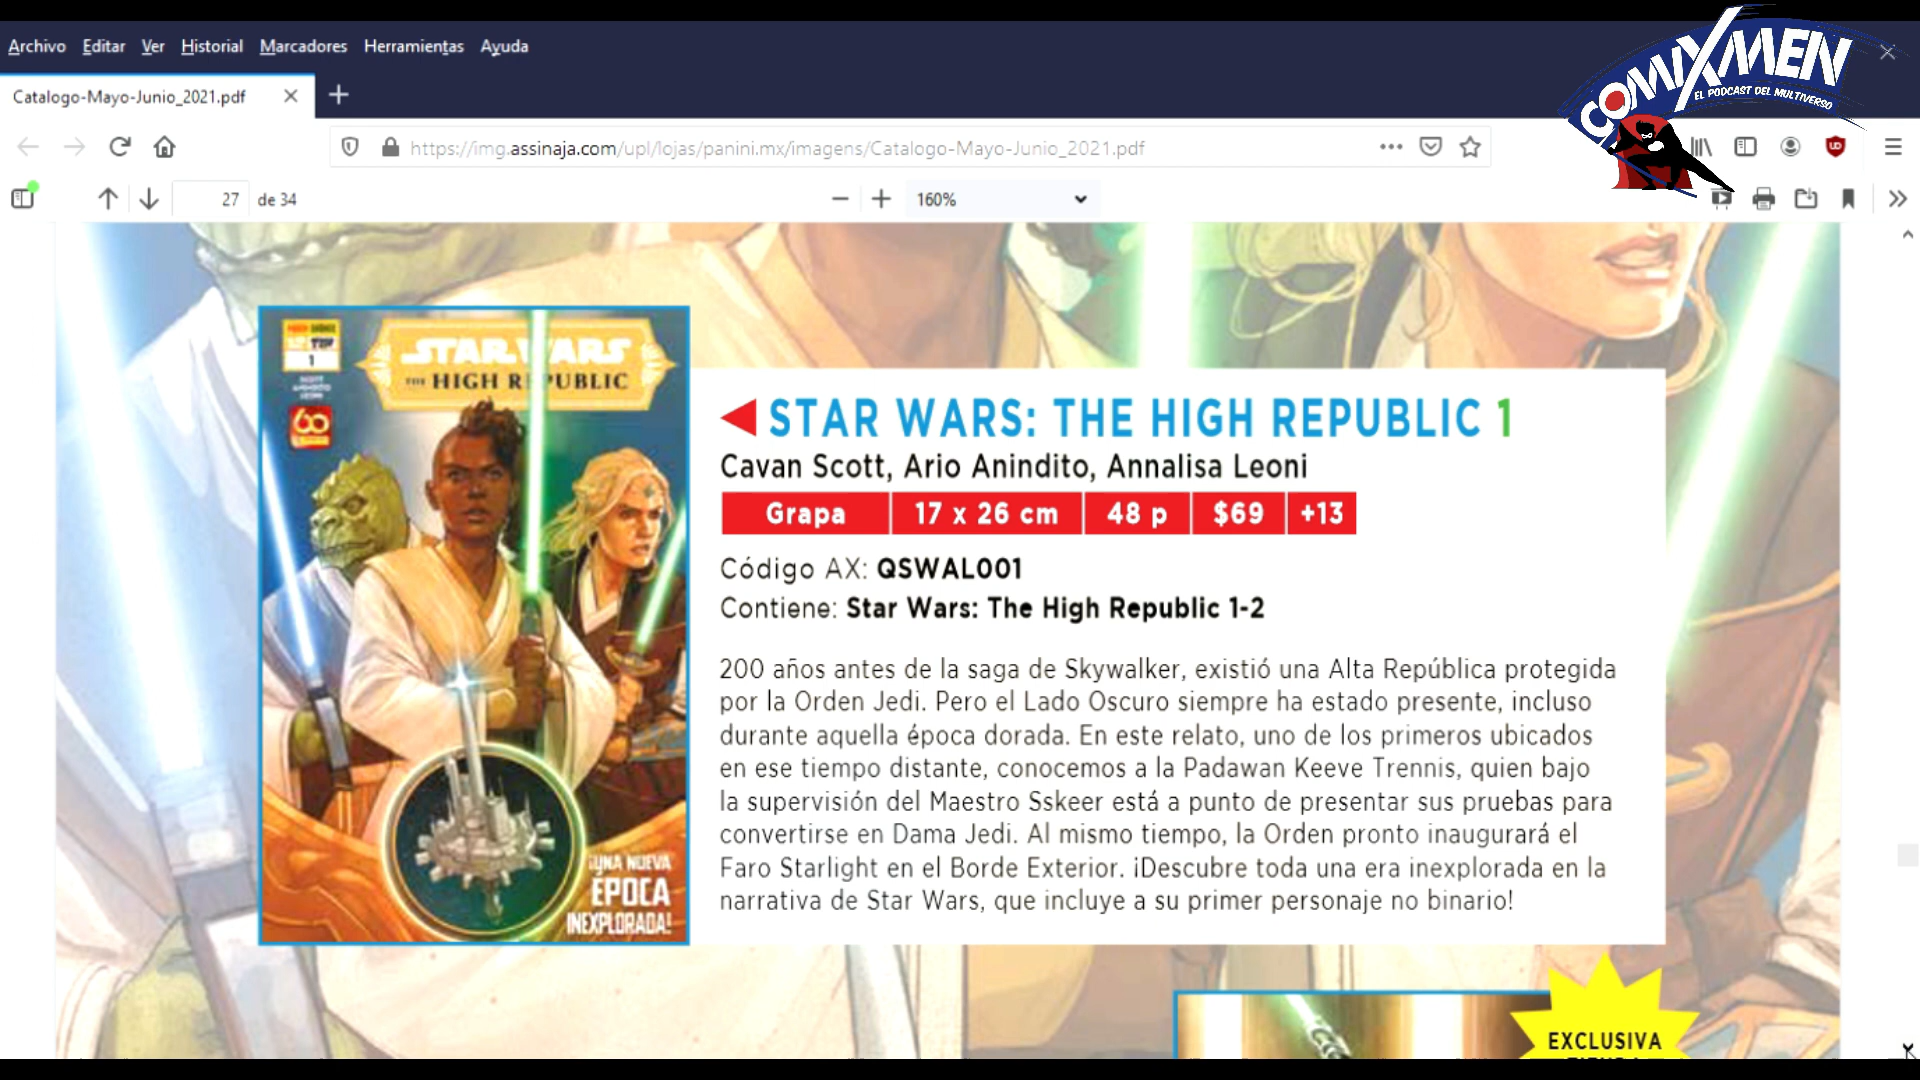 Archivo Editar Ver Historial Marcadores Herramientas Ayuda
COMIXMEN
EL PODCAST DEL MULTIVERSO
Catalogo-Mayo-Junio_2021.pdf
https://img.assinaja.com/upl/lojas/panini.mx/imagens/Catalogo-Mayo-Junio_2021.pdf
27 de 34
160%
1
STAR WARS
THE HIGH REPUBLIC
60
¡UNA NUEVA
ÉPOCA
INEXPLORADA!
STAR WARS: THE HIGH REPUBLIC 1
Cavan Scott, Ario Anindito, Annalisa Leoni
Grapa 17 x 26 cm 48 p $69 +13
Código AX: QSWAL001
Contiene: Star Wars: The High Republic 1-2
200 años antes de la saga de Skywalker, existió una Alta República protegida
por la Orden Jedi. Pero el Lado Oscuro siempre ha estado presente, incluso
durante aquella época dorada. En este relato, uno de los primeros ubicados
en ese tiempo distante, conocemos a la Padawan Keeve Trennis, quien bajo
la supervisión del Maestro Sskeer está a punto de presentar sus pruebas para
convertirse en Dama Jedi. Al mismo tiempo, la Orden pronto inaugurará el
Faro Starlight en el Borde Exterior. ¡Descubre toda una era inexplorada en la
narrativa de Star Wars, que incluye a su primer personaje no binario!
EXCLUSIVA